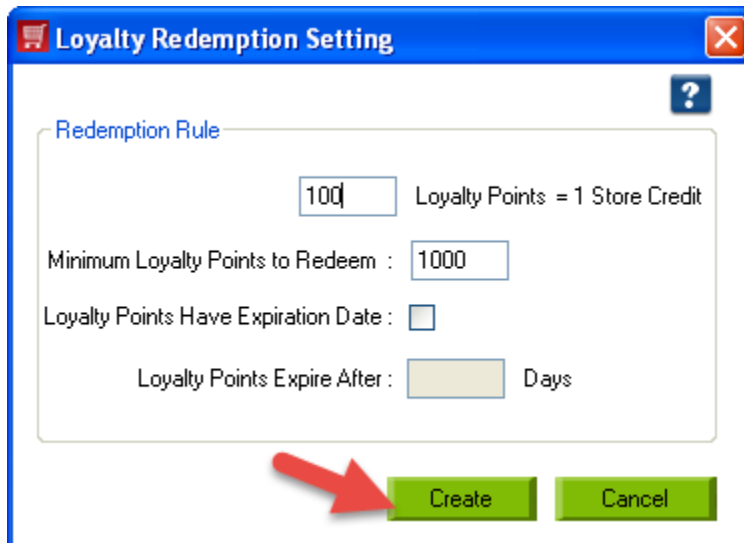 Loyalty Redemption Setting
?
Redemption Rule
100 Loyalty Points = 1 Store Credit
Minimum Loyalty Points to Redeem : 1000
Loyalty Points Have Expiration Date :
Loyalty Points Expire After : Days
Create Cancel